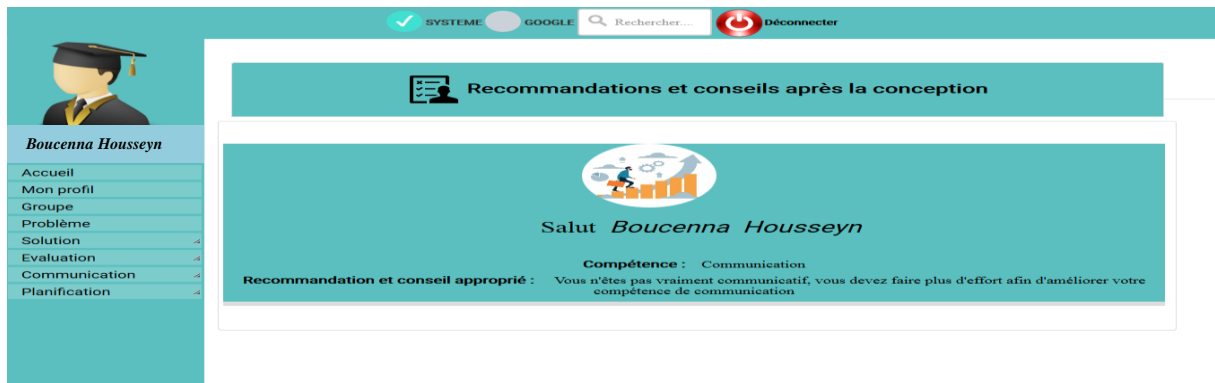 SYSTEME GOOGLE Rechercher.... Déconnecter
Recommandations et conseils après la conception
Boucenna Housseyn
Accueil
Mon profil
Groupe
Problème
Solution
Evaluation
Communication
Planification
Salut Boucenna Housseyn
Compétence : Communication
Recommandation et conseil approprié : Vous n'êtes pas vraiment communicatif, vous devez faire plus d'effort afin d'améliorer votre
compétence de communication